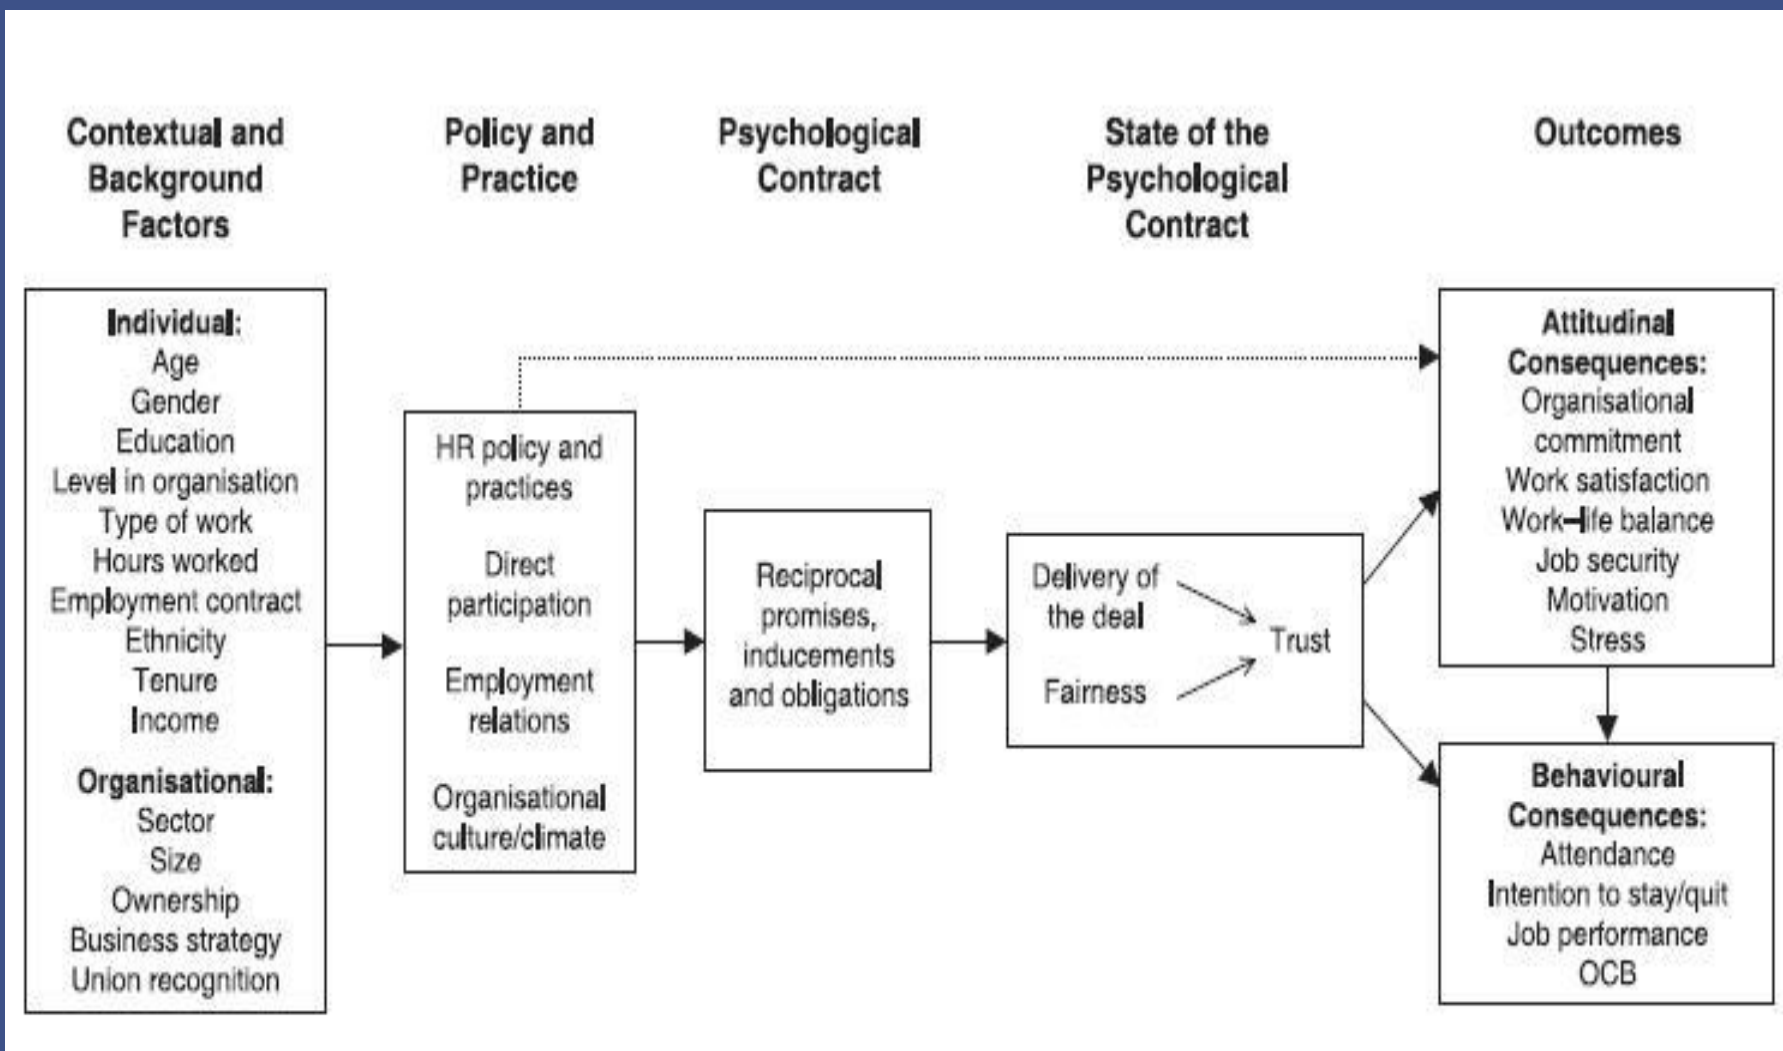 Contextual and
Background
Factors
Policy and
Practice
Psychological
Contract
State of the
Psychological
Contract
Outcomes
Individual:
Age
Gender
Education
Level in organisation
Type of work
Hours worked
Employment contract
Ethnicity
Tenure
Income
Organisational:
Sector
Size
Ownership
Business strategy
Union recognition
HR policy and
practices
Direct
participation
Employment
relations
Organisational
culture/climate
Reciprocal
promises,
inducements
and obligations
Delivery of
the deal
Fairness
Trust
Attitudinal
Consequences:
Organisational
commitment
Work satisfaction
Work–life balance
Job security
Motivation
Stress
Behavioural
Consequences:
Attendance
Intention to stay/quit
Job performance
OCB